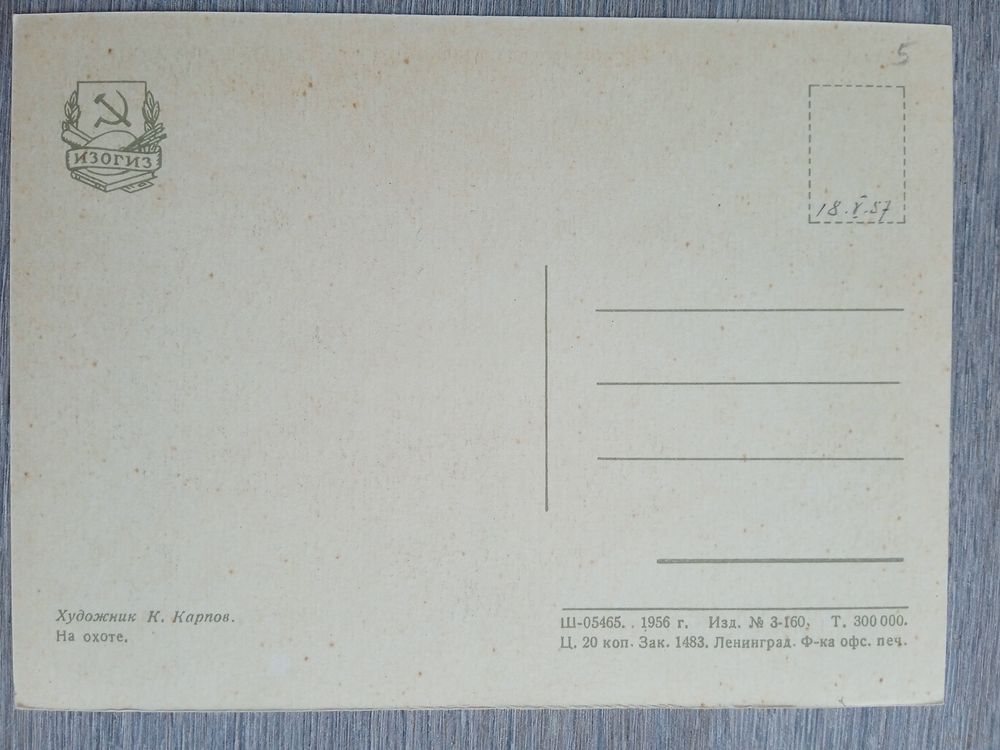 5
ИЗОГИЗ
18.V.57
Художник К. Карпов.
На охоте.
Ш-05465. 1956 г. Изд. № 3-160. Т. 300 000.
Ц. 20 коп. Зак. 1483. Ленинград. Ф-ка офс. печ.